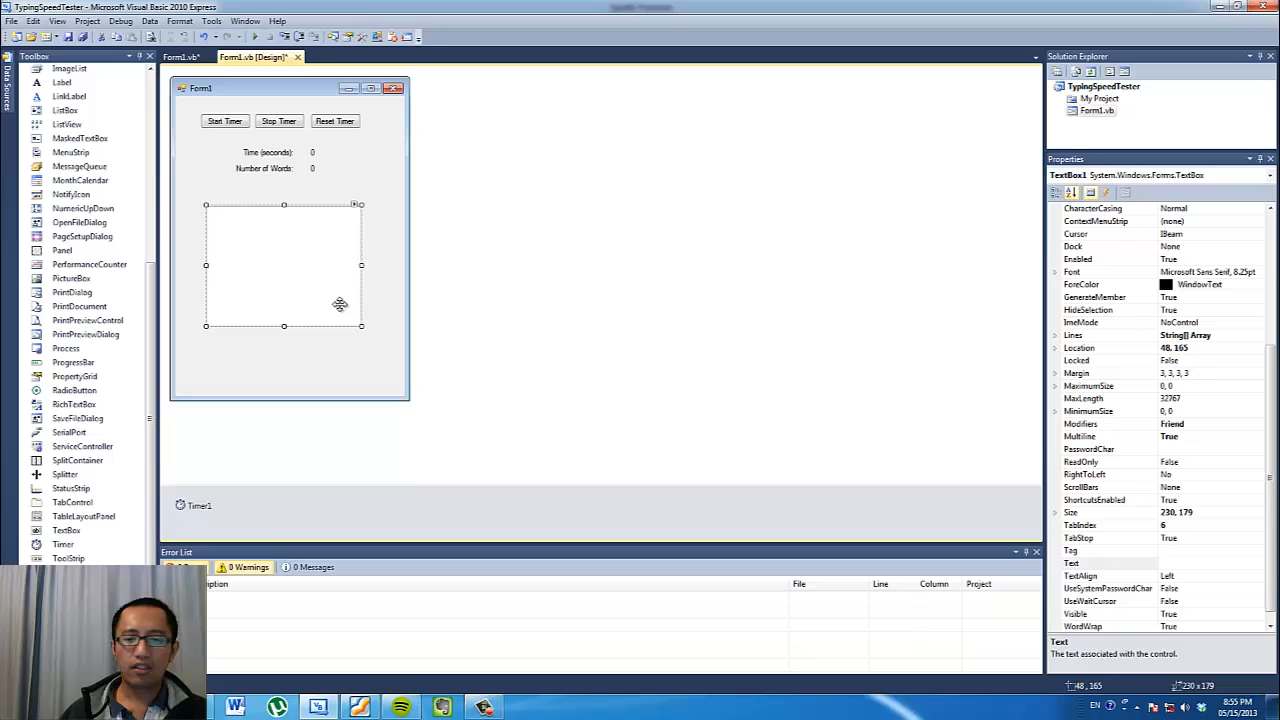 TypingSpeedTester - Microsoft Visual Basic 2010 Express
File Edit View Project Debug Data Format Tools Window Help
Toolbox
ImageList
Label
LinkLabel
ListBox
ListView
MaskedTextBox
MenuStrip
MessageQueue
MonthCalendar
NotifyIcon
NumericUpDown
OpenFileDialog
PageSetupDialog
Panel
PerformanceCounter
PictureBox
PrintDialog
PrintDocument
PrintPreviewControl
PrintPreviewDialog
Process
ProgressBar
PropertyGrid
RadioButton
RichTextBox
SaveFileDialog
SerialPort
ServiceController
SplitContainer
Splitter
StatusStrip
TabControl
TableLayoutPanel
TextBox
Timer
ToolStrip
Data Sources
Form1.vb* Form1.vb [Design]*
Form1
Start Timer Stop Timer Reset Timer
Time (seconds): 0
Number of Words: 0
Timer1
Error List
0 Warnings 0 Messages
ption File Line Column Project
Solution Explorer
TypingSpeedTester
My Project
Form1.vb
Properties
TextBox1 System.Windows.Forms.TextBox
CharacterCasing Normal
ContextMenuStrip (none)
Cursor IBeam
Dock None
Enabled True
Font Microsoft Sans Serif, 8.25pt
ForeColor WindowText
GenerateMember True
HideSelection True
ImeMode NoControl
Lines String[] Array
Location 48, 165
Locked False
Margin 3, 3, 3, 3
MaximumSize 0, 0
MaxLength 32767
MinimumSize 0, 0
Modifiers Friend
Multiline True
PasswordChar
ReadOnly False
RightToLeft No
ScrollBars None
ShortcutsEnabled True
Size 230, 179
TabIndex 6
TabStop True
Tag
Text
TextAlign Left
UseSystemPasswordChar False
UseWaitCursor False
Visible True
WordWrap True
Text
The text associated with the control.
48 , 165 230 x 179
EN 8:55 PM
05/15/2013